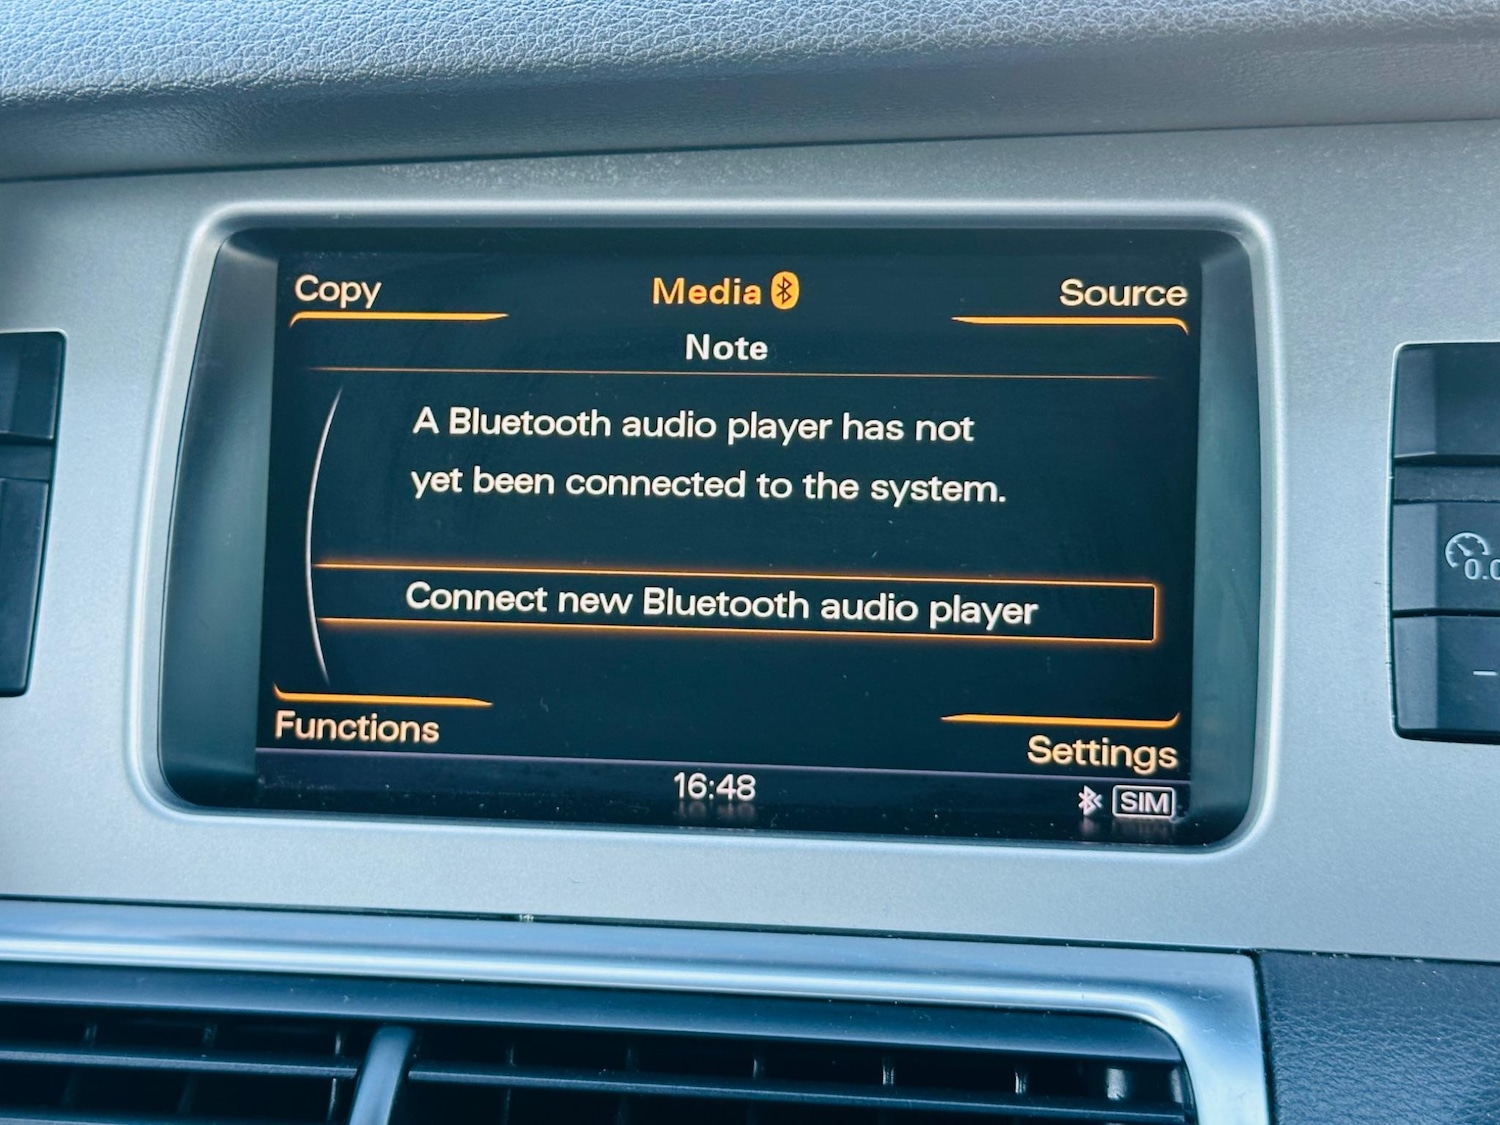 Copy
Media
Source
Note
A Bluetooth audio player has not
yet been connected to the system.
Connect new Bluetooth audio player
Functions
Settings
16:48
SIM